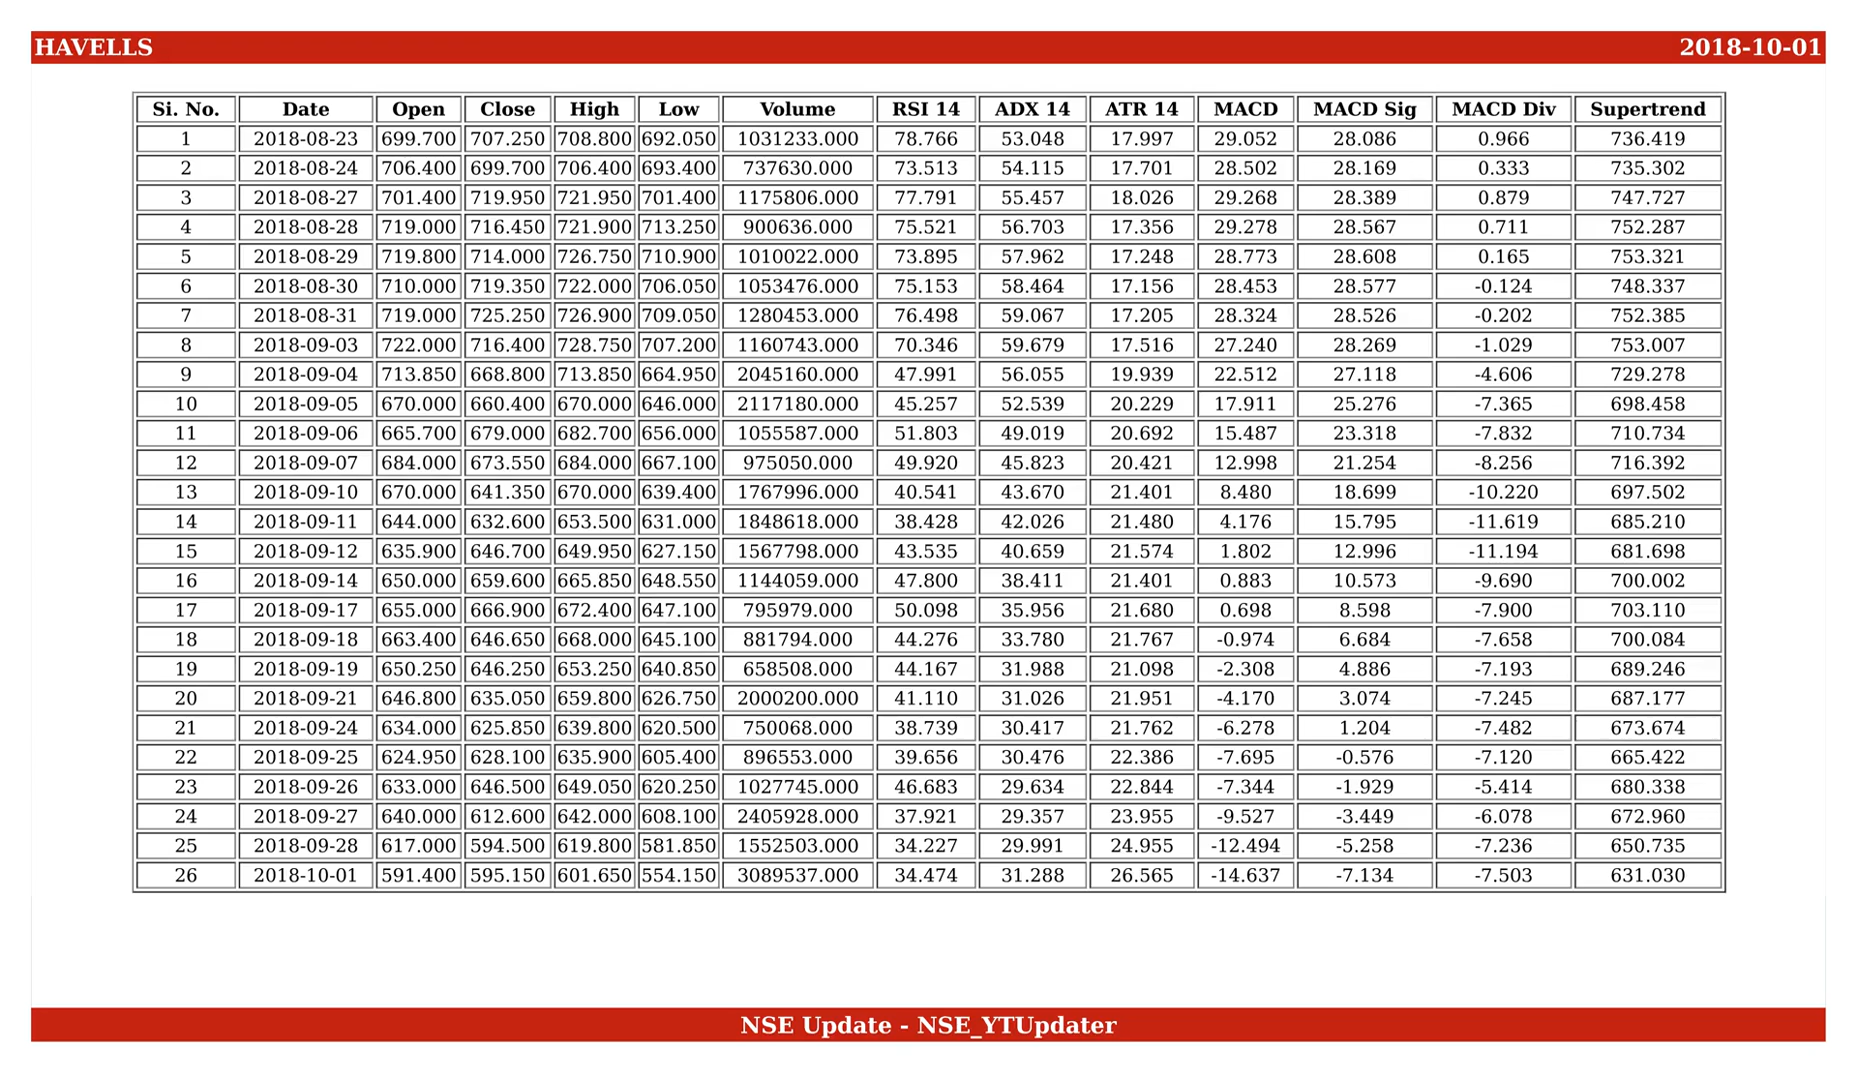 HAVELLS 2018-10-01
Si. No. Date Open Close High Low Volume RSI 14 ADX 14 ATR 14 MACD MACD Sig MACD Div Supertrend
1 2018-08-23 699.700 707.250 708.800 692.050 1031233.000 78.766 53.048 17.997 29.052 28.086 0.966 736.419
2 2018-08-24 706.400 699.700 706.400 693.400 737630.000 73.513 54.115 17.701 28.502 28.169 0.333 735.302
3 2018-08-27 701.400 719.950 721.950 701.400 1175806.000 77.791 55.457 18.026 29.268 28.389 0.879 747.727
4 2018-08-28 719.000 716.450 721.900 713.250 900636.000 75.521 56.703 17.356 29.278 28.567 0.711 752.287
5 2018-08-29 719.800 714.000 726.750 710.900 1010022.000 73.895 57.962 17.248 28.773 28.608 0.165 753.321
6 2018-08-30 710.000 719.350 722.000 706.050 1053476.000 75.153 58.464 17.156 28.453 28.577 -0.124 748.337
7 2018-08-31 719.000 725.250 726.900 709.050 1280453.000 76.498 59.067 17.205 28.324 28.526 -0.202 752.385
8 2018-09-03 722.000 716.400 728.750 707.200 1160743.000 70.346 59.679 17.516 27.240 28.269 -1.029 753.007
9 2018-09-04 713.850 668.800 713.850 664.950 2045160.000 47.991 56.055 19.939 22.512 27.118 -4.606 729.278
10 2018-09-05 670.000 660.400 670.000 646.000 2117180.000 45.257 52.539 20.229 17.911 25.276 -7.365 698.458
11 2018-09-06 665.700 679.000 682.700 656.000 1055587.000 51.803 49.019 20.692 15.487 23.318 -7.832 710.734
12 2018-09-07 684.000 673.550 684.000 667.100 975050.000 49.920 45.823 20.421 12.998 21.254 -8.256 716.392
13 2018-09-10 670.000 641.350 670.000 639.400 1767996.000 40.541 43.670 21.401 8.480 18.699 -10.220 697.502
14 2018-09-11 644.000 632.600 653.500 631.000 1848618.000 38.428 42.026 21.480 4.176 15.795 -11.619 685.210
15 2018-09-12 635.900 646.700 649.950 627.150 1567798.000 43.535 40.659 21.574 1.802 12.996 -11.194 681.698
16 2018-09-14 650.000 659.600 665.850 648.550 1144059.000 47.800 38.411 21.401 0.883 10.573 -9.690 700.002
17 2018-09-17 655.000 666.900 672.400 647.100 795979.000 50.098 35.956 21.680 0.698 8.598 -7.900 703.110
18 2018-09-18 663.400 646.650 668.000 645.100 881794.000 44.276 33.780 21.767 -0.974 6.684 -7.658 700.084
19 2018-09-19 650.250 646.250 653.250 640.850 658508.000 44.167 31.988 21.098 -2.308 4.886 -7.193 689.246
20 2018-09-21 646.800 635.050 659.800 626.750 2000200.000 41.110 31.026 21.951 -4.170 3.074 -7.245 687.177
21 2018-09-24 634.000 625.850 639.800 620.500 750068.000 38.739 30.417 21.762 -6.278 1.204 -7.482 673.674
22 2018-09-25 624.950 628.100 635.900 605.400 896553.000 39.656 30.476 22.386 -7.695 -0.576 -7.120 665.422
23 2018-09-26 633.000 646.500 649.050 620.250 1027745.000 46.683 29.634 22.844 -7.344 -1.929 -5.414 680.338
24 2018-09-27 640.000 612.600 642.000 608.100 2405928.000 37.921 29.357 23.955 -9.527 -3.449 -6.078 672.960
25 2018-09-28 617.000 594.500 619.800 581.850 1552503.000 34.227 29.991 24.955 -12.494 -5.258 -7.236 650.735
26 2018-10-01 591.400 595.150 601.650 554.150 3089537.000 34.474 31.288 26.565 -14.637 -7.134 -7.503 631.030
NSE Update - NSE_YTUpdater